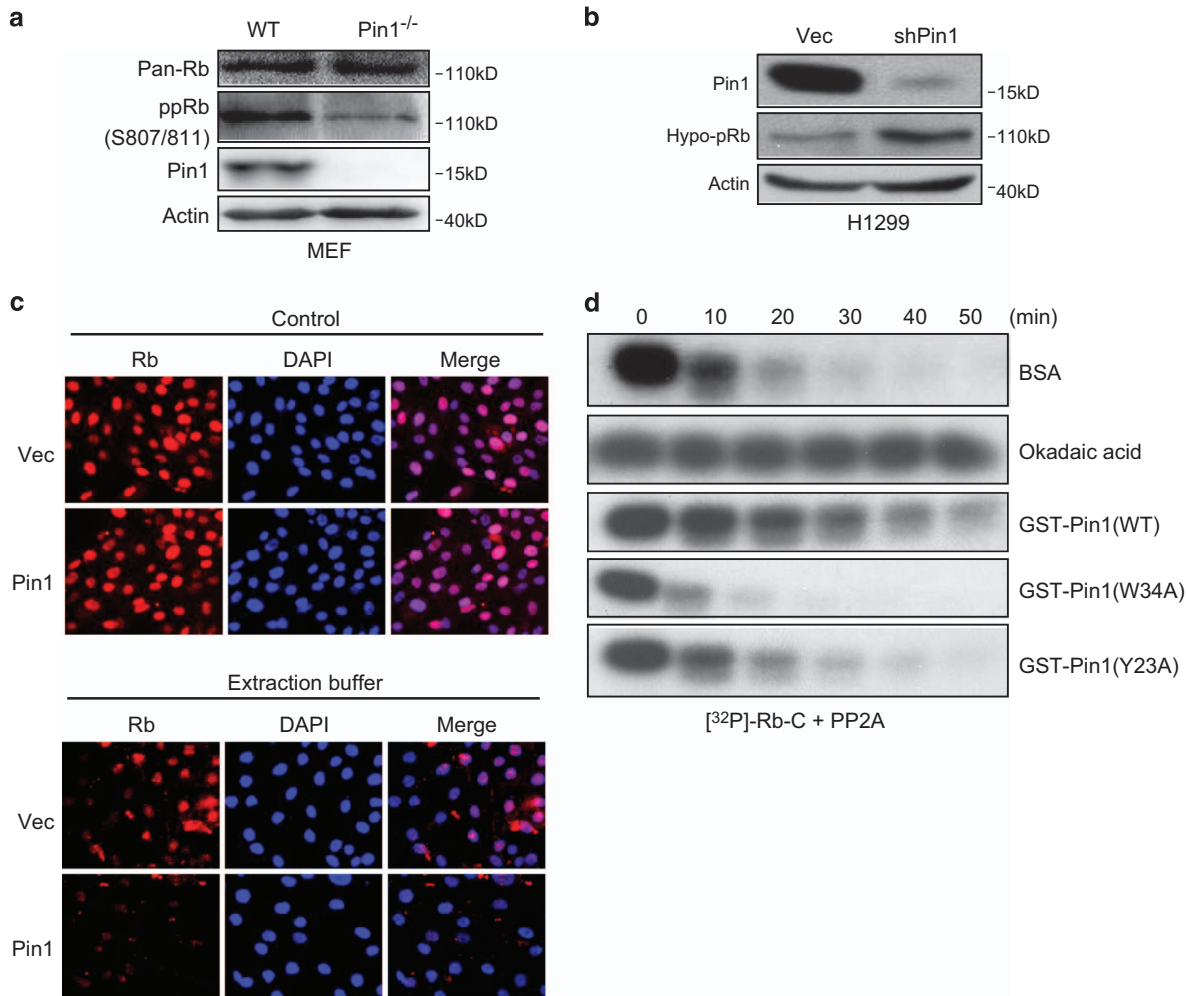 a
WT Pin1-/-
Pan-Rb -110kD
ppRb
(S807/811) -110kD
Pin1 -15kD
Actin -40kD
MEF
b
Vec shPin1
Pin1 -15kD
Hypo-pRb -110kD
Actin -40kD
H1299
c
Control
Rb DAPI Merge
Vec
Pin1
Extraction buffer
Rb DAPI Merge
Vec
Pin1
d
0 10 20 30 40 50 (min)
BSA
Okadaic acid
GST-Pin1(WT)
GST-Pin1(W34A)
GST-Pin1(Y23A)
[32P]-Rb-C + PP2A